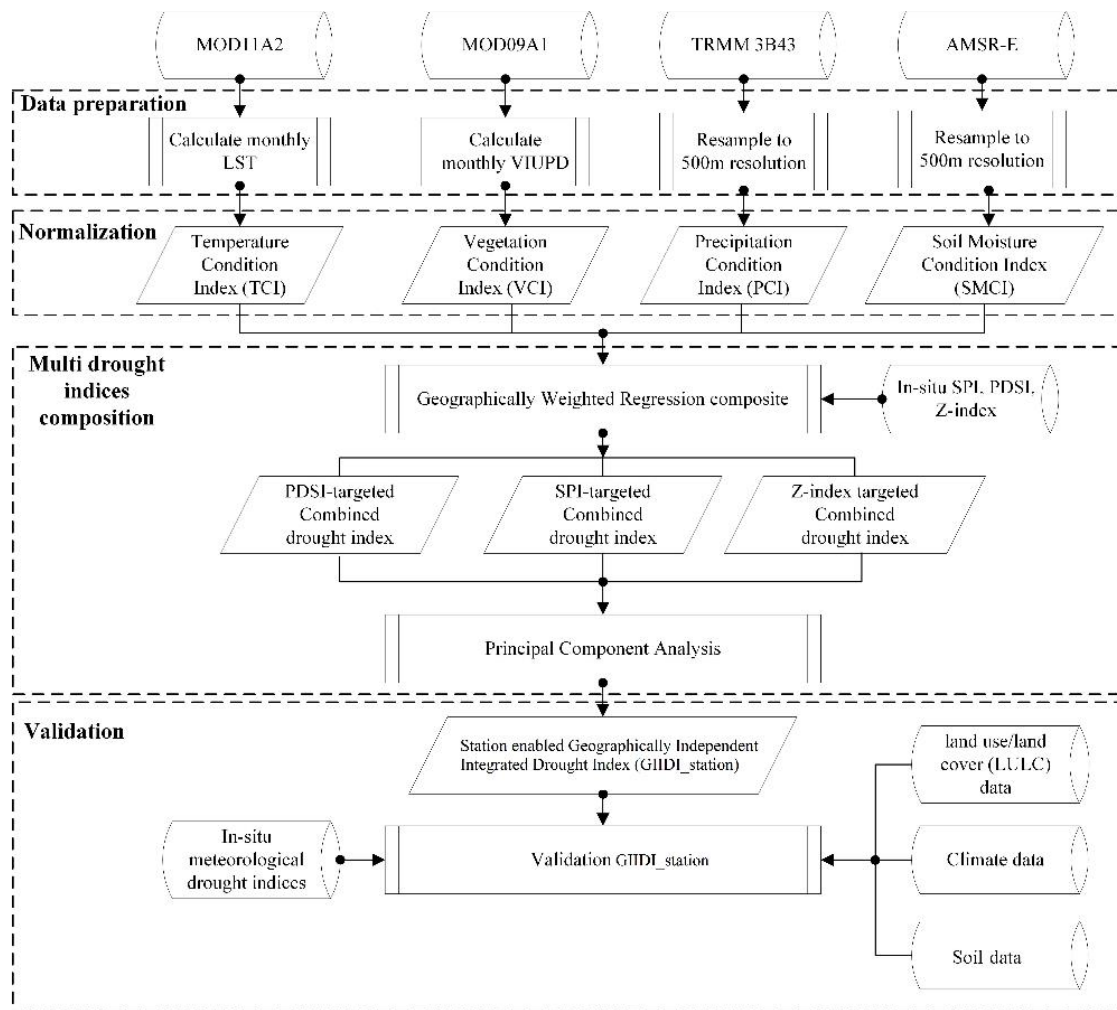 MOD11A2
MOD09A1
TRMM 3B43
AMSR-E
Data preparation
Calculate monthly
LST
Calculate
monthly VIUPD
Resample to
500m resolution
Resample to
500m resolution
Normalization
Temperature
Condition
Index (TCI)
Vegetation
Condition
Index (VCI)
Precipitation
Condition
Index (PCI)
Soil Moisture
Condition Index
(SMCI)
Multi drought
indices
composition
Geographically Weighted Regression composite
In-situ SPI, PDSI,
Z-index
PDSI-targeted
Combined
drought index
SPI-targeted
Combined
drought index
Z-index targeted
Combined
drought index
Principal Component Analysis
Validation
Station enabled Geographically Independent
Integrated Drought Index (GIIDI_station)
land use/land
cover (LULC)
data
In-situ
meteorological
drought indices
Validation GIIDI_station
Climate data
Soil data